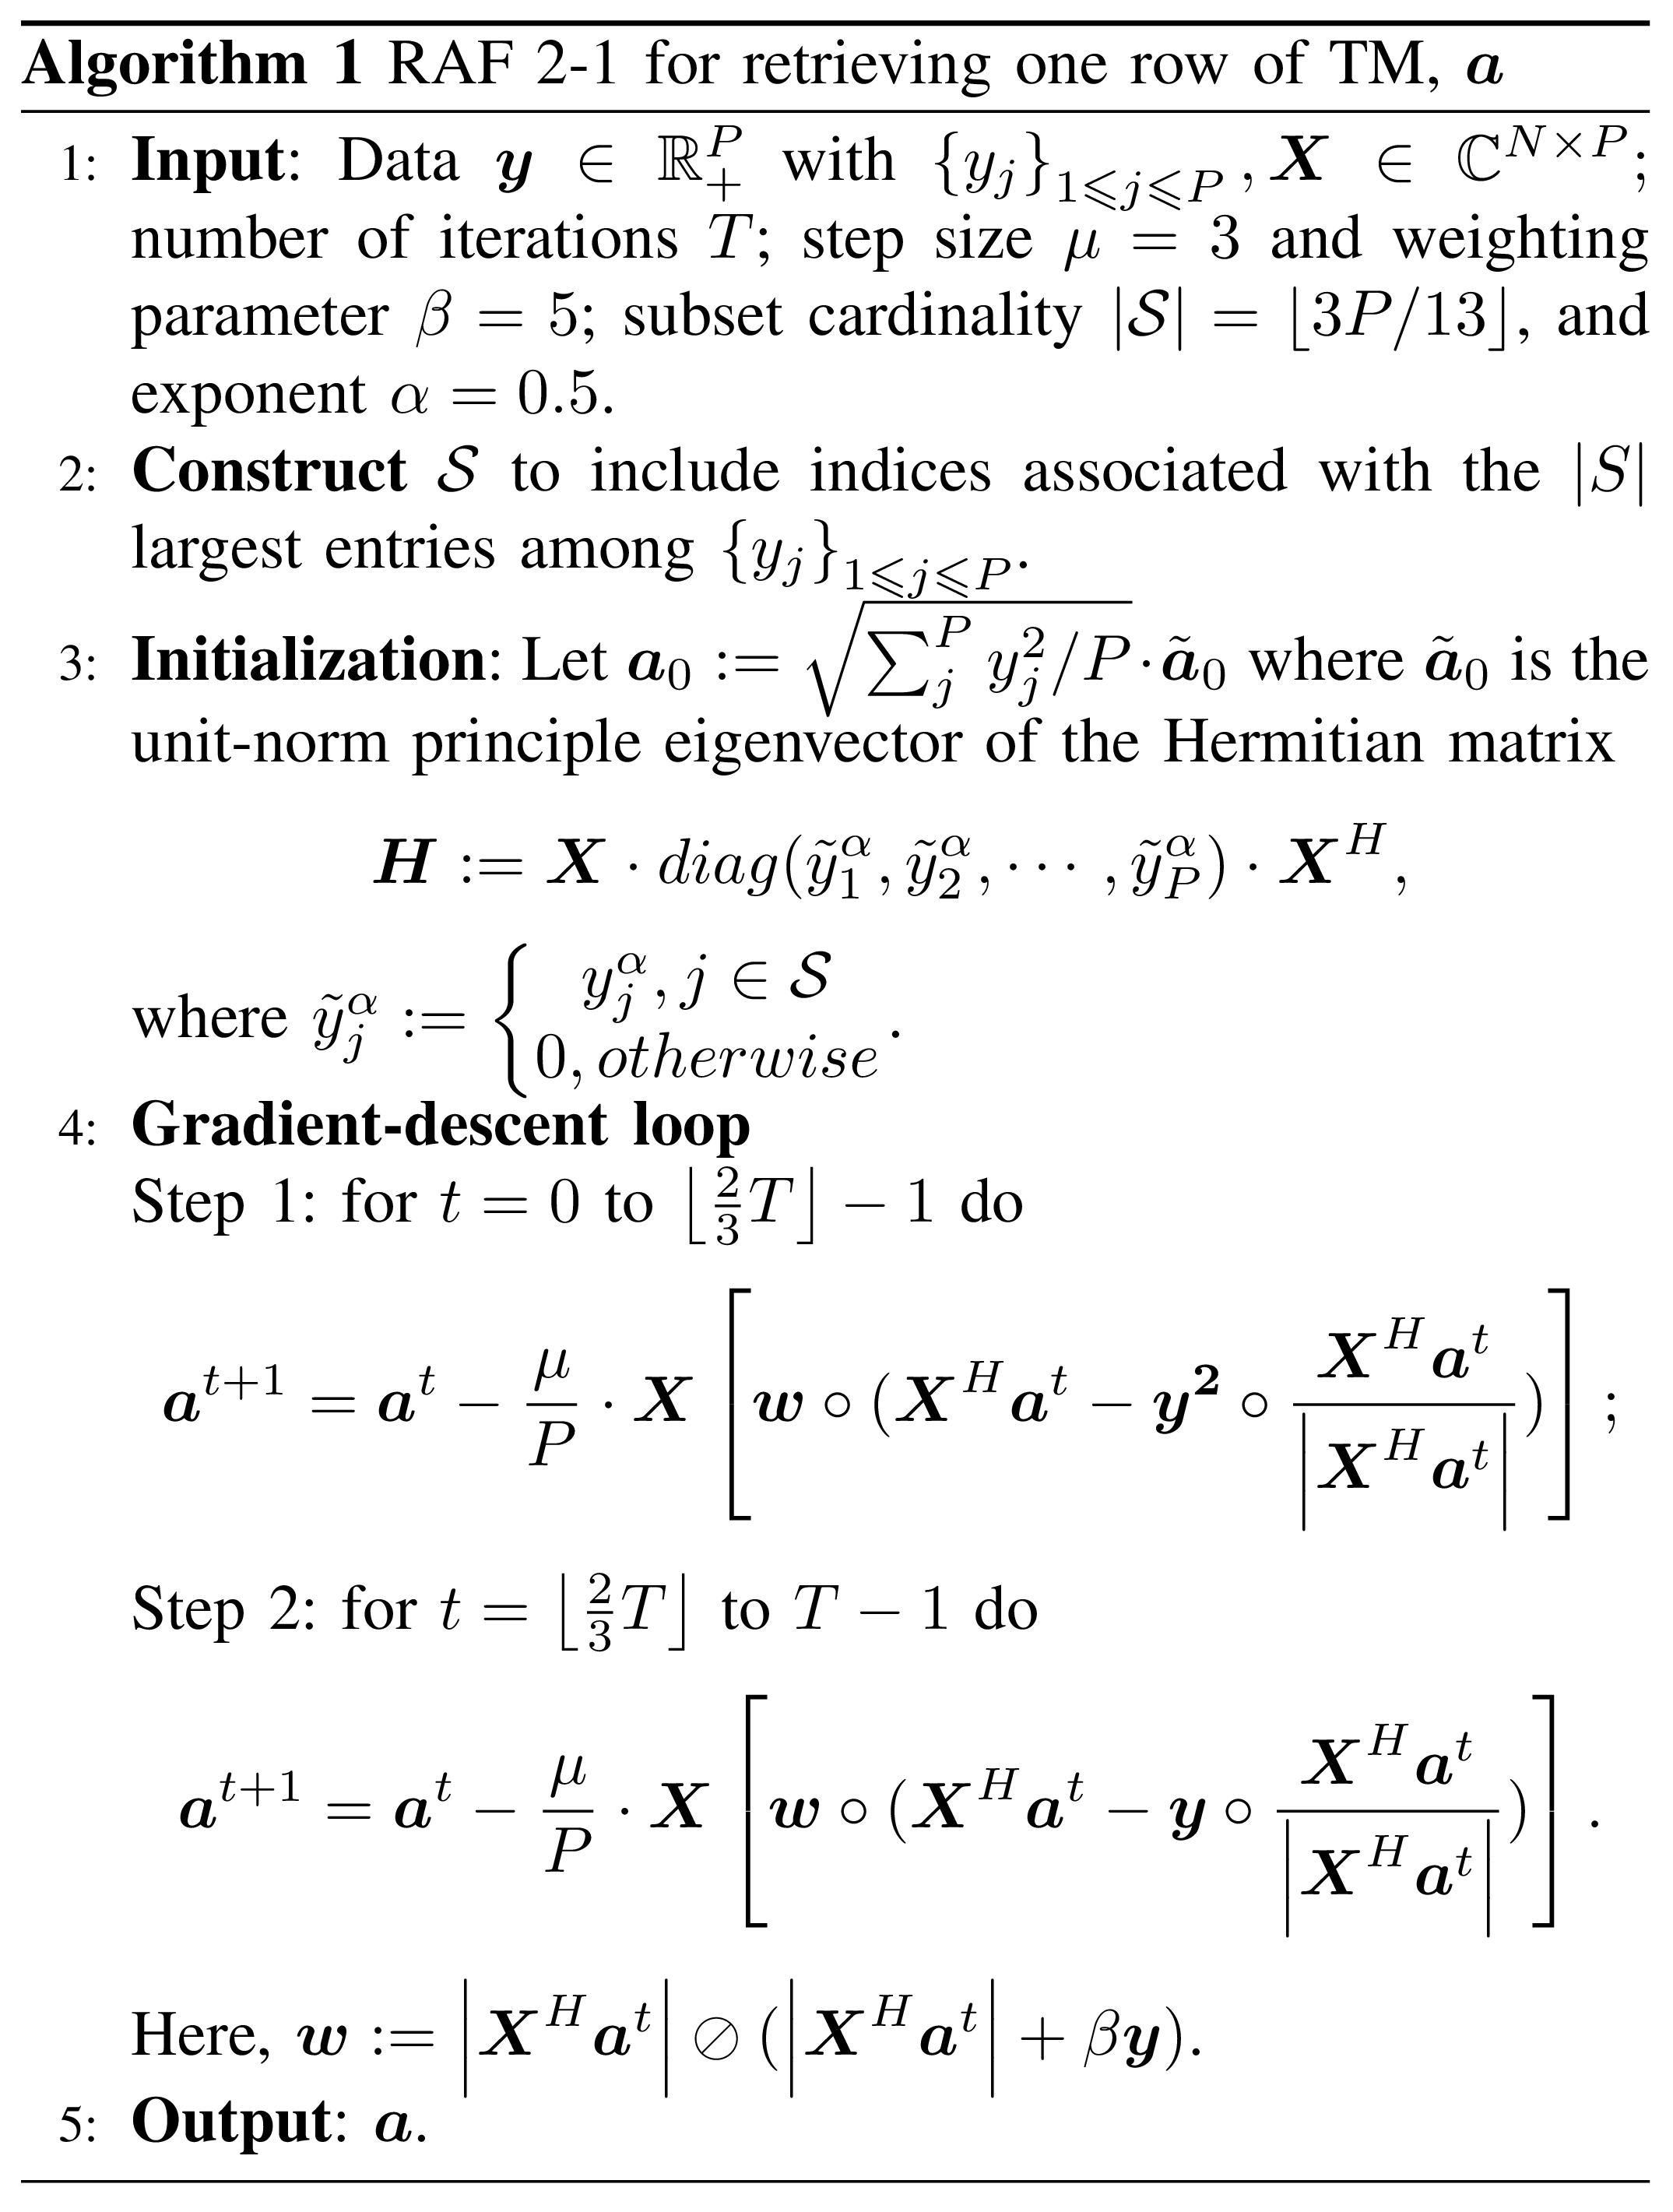 Algorithm 1 RAF 2-1 for retrieving one row of TM, $\boldsymbol{a}$
1: Input: Data $\boldsymbol{y} \in \mathbb{R}_+^P$ with $\{y_j\}_{1 \leqslant j \leqslant P}, \boldsymbol{X} \in \mathbb{C}^{N \times P}$;
number of iterations $T$; step size $\mu = 3$ and weighting
parameter $\beta = 5$; subset cardinality $|\mathcal{S}| = \lfloor 3P/13 \rfloor$, and
exponent $\alpha = 0.5$.
2: Construct $\mathcal{S}$ to include indices associated with the $|S|$
largest entries among $\{y_j\}_{1 \leqslant j \leqslant P}$.
3: Initialization: Let $\boldsymbol{a}_0 := \sqrt{\sum_j^P y_j^2 / P} \cdot \tilde{\boldsymbol{a}}_0$ where $\tilde{\boldsymbol{a}}_0$ is the
unit-norm principle eigenvector of the Hermitian matrix
$\boldsymbol{H} := \boldsymbol{X} \cdot diag(\tilde{y}_1^\alpha, \tilde{y}_2^\alpha, \cdots, \tilde{y}_P^\alpha) \cdot \boldsymbol{X}^H,$
where $\tilde{y}_j^\alpha := \begin{cases} y_j^\alpha, j \in \mathcal{S} \\ 0, otherwise \end{cases}$.
4: Gradient-descent loop
Step 1: for $t = 0$ to $\lfloor \frac{2}{3}T \rfloor - 1$ do
$\boldsymbol{a}^{t+1} = \boldsymbol{a}^t - \frac{\mu}{P} \cdot \boldsymbol{X} \left[ \boldsymbol{w} \circ (\boldsymbol{X}^H \boldsymbol{a}^t - \boldsymbol{y^2} \circ \frac{\boldsymbol{X}^H \boldsymbol{a}^t}{|\boldsymbol{X}^H \boldsymbol{a}^t|}) \right];$
Step 2: for $t = \lfloor \frac{2}{3}T \rfloor$ to $T - 1$ do
$\boldsymbol{a}^{t+1} = \boldsymbol{a}^t - \frac{\mu}{P} \cdot \boldsymbol{X} \left[ \boldsymbol{w} \circ (\boldsymbol{X}^H \boldsymbol{a}^t - \boldsymbol{y} \circ \frac{\boldsymbol{X}^H \boldsymbol{a}^t}{|\boldsymbol{X}^H \boldsymbol{a}^t|}) \right].$
Here, $\boldsymbol{w} := |\boldsymbol{X}^H \boldsymbol{a}^t| \oslash (|\boldsymbol{X}^H \boldsymbol{a}^t| + \beta \boldsymbol{y})$.
5: Output: $\boldsymbol{a}$.